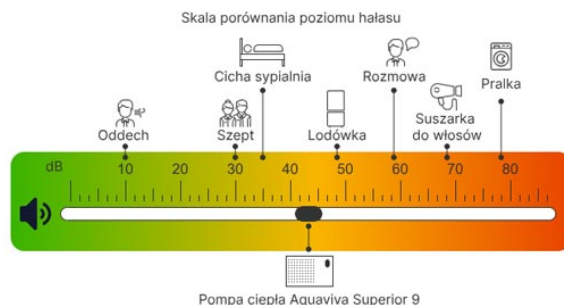 Skala porównania poziomu hałasu
Cicha sypialnia
Rozmowa
Pralka
Oddech
Szept
Lodówka
Suszarka
do włosów
dB 10 20 30 40 50 60 70 80
Pompa ciepła Aquaviva Superior 9